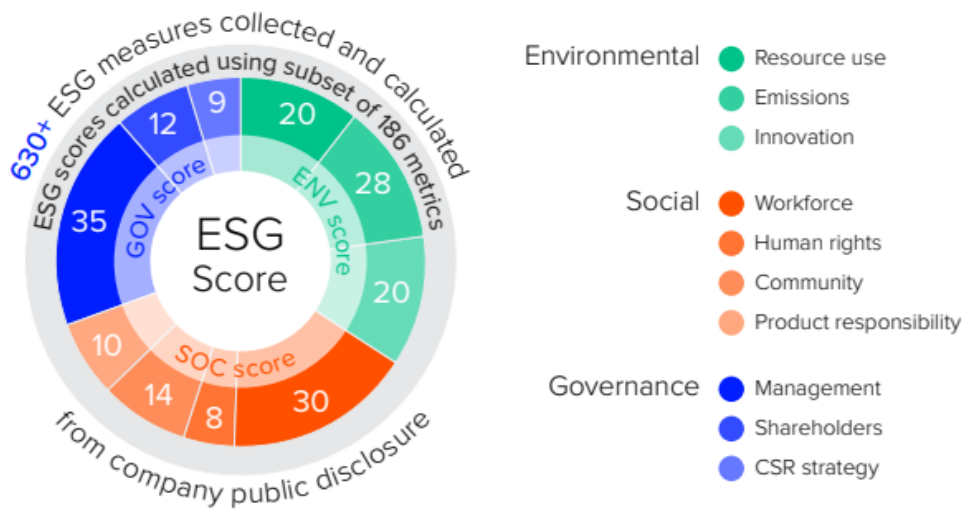 630+ ESG measures collected and calculated
ESG scores calculated using subset of 186 metrics
9
20
12
28
35
GOV score
ENV score
ESG
Score
20
10
SOC score
14
8
30
from company public disclosure
Environmental
Resource use
Emissions
Innovation
Social
Workforce
Human rights
Community
Product responsibility
Governance
Management
Shareholders
CSR strategy